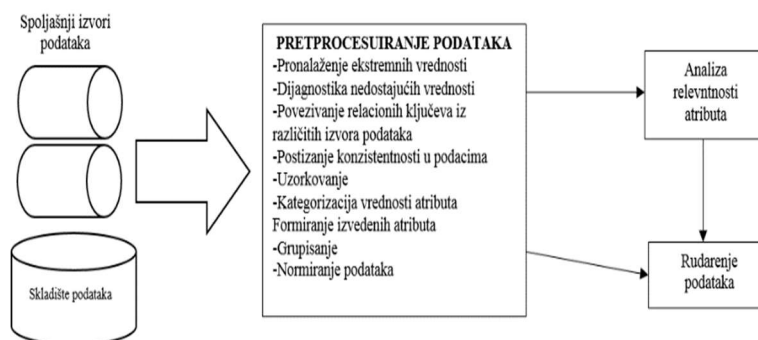 Spoljašnji izvori
podataka
Skladište podataka
PRETPROCESUIRANJE PODATAKA
-Pronalaženje ekstremnih vrednosti
-Dijagnostika nedostajućih vrednosti
-Povezivanje relacionih ključeva iz
različitih izvora podataka
-Postizanje konzistentnosti u podacima
-Uzorkovanje
-Kategorizacija vrednosti atributa
Formiranje izvedenih atributa
-Grupisanje
-Normiranje podataka
Analiza
relevntnosti
atributa
Rudarenje
podataka